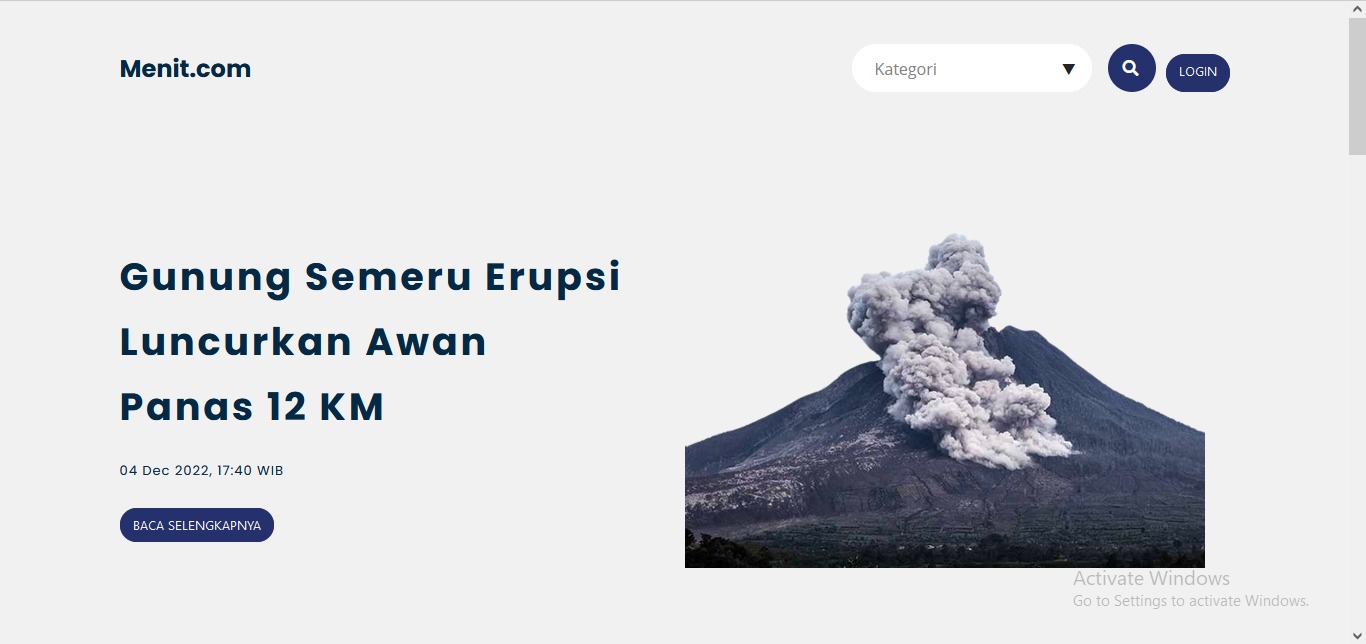 Menit.com
Kategori
LOGIN
Gunung Semeru Erupsi
Luncurkan Awan
Panas 12 KM
04 Dec 2022, 17:40 WIB
BACA SELENGKAPNYA
Activate Windows
Go to Settings to activate Windows.